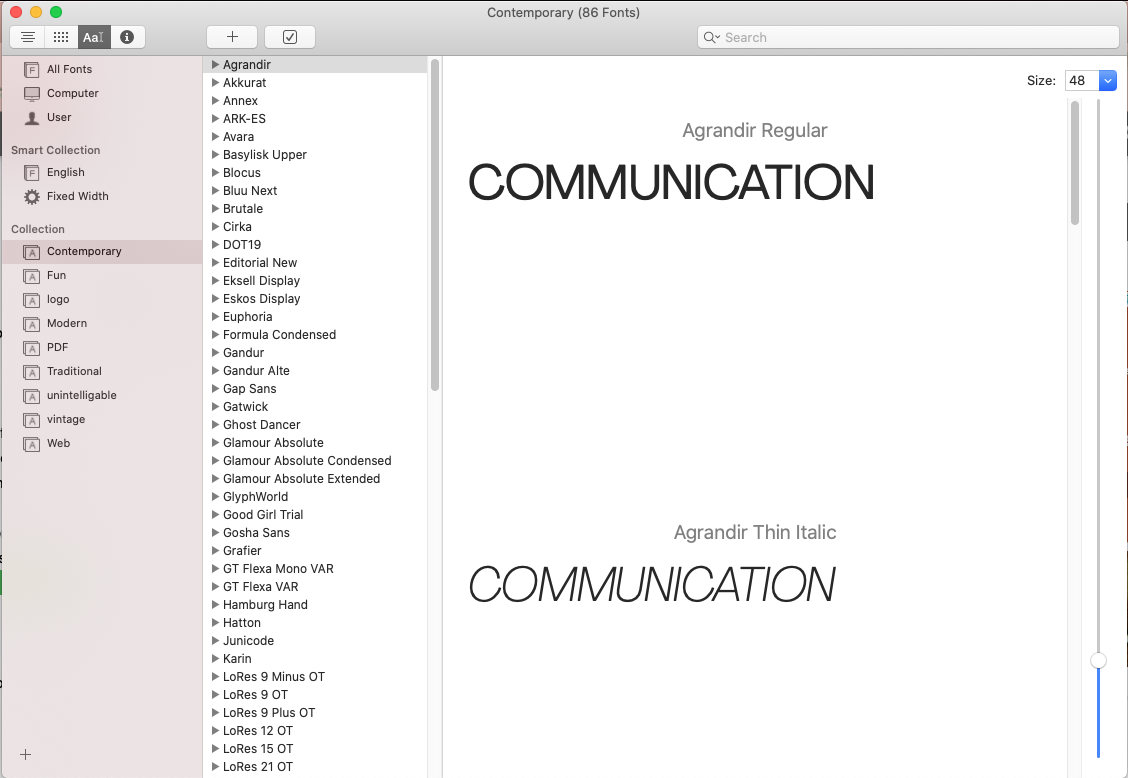 Contemporary (86 Fonts)
Aa
Search
All Fonts
Computer
User
Smart Collection
English
Fixed Width
Collection
Contemporary
Fun
logo
Modern
PDF
Traditional
unintelligable
vintage
Web
Agrandir
Akkurat
Annex
ARK-ES
Avara
Basylisk Upper
Blocus
Bluu Next
Brutale
Cirka
DOT19
Editorial New
Eksell Display
Eskos Display
Euphoria
Formula Condensed
Gandur
Gandur Alte
Gap Sans
Gatwick
Ghost Dancer
Glamour Absolute
Glamour Absolute Condensed
Glamour Absolute Extended
GlyphWorld
Good Girl Trial
Gosha Sans
Grafier
GT Flexa Mono VAR
GT Flexa VAR
Hamburg Hand
Hatton
Junicode
Karin
LoRes 9 Minus OT
LoRes 9 OT
LoRes 9 Plus OT
LoRes 12 OT
LoRes 15 OT
LoRes 21 OT
Size: 48
Agrandir Regular
COMMUNICATION
Agrandir Thin Italic
COMMUNICATION